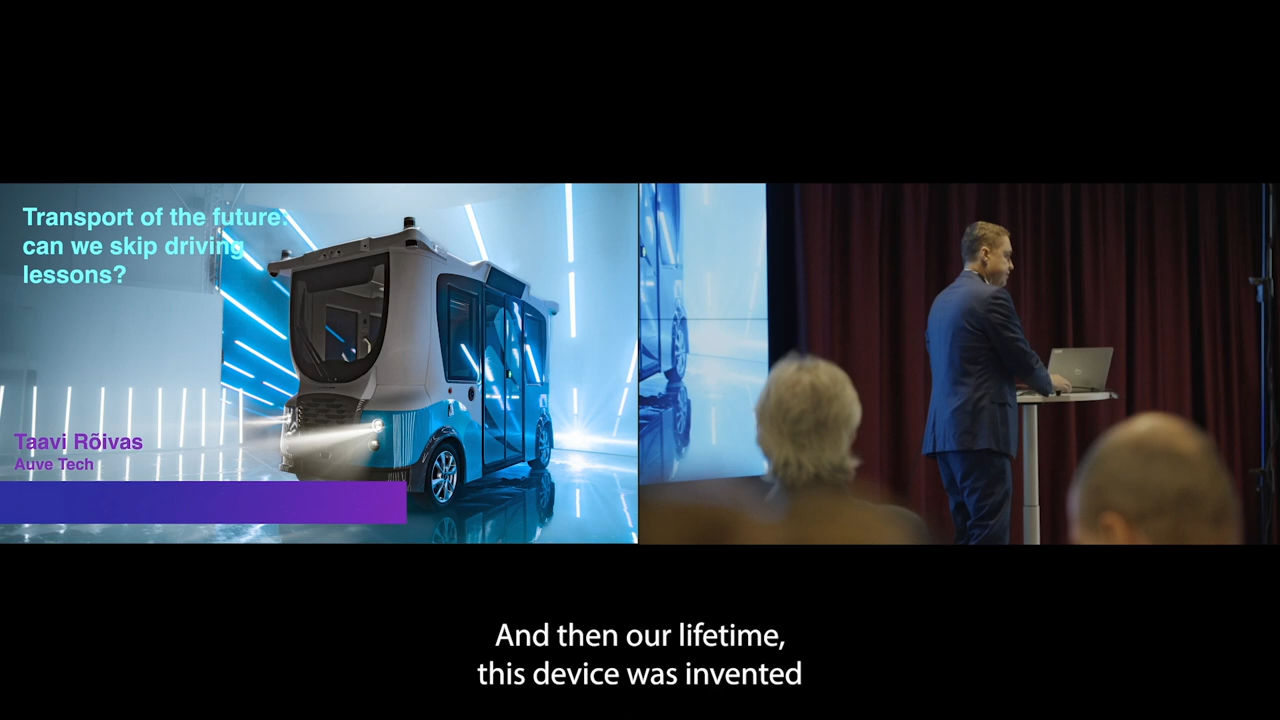 Transport of the future:
can we skip driving
lessons?
Taavi Rõivas
Auve Tech
And then our lifetime,
this device was invented